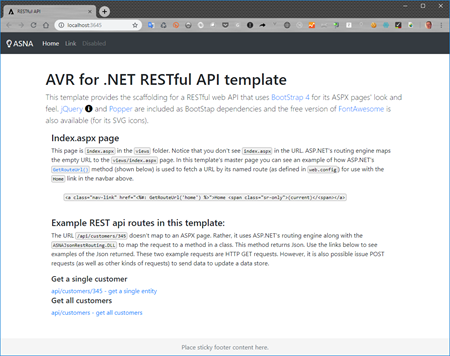 RESTful API
localhost:3645
ASNA Home Link Disabled
AVR for .NET RESTful API template
This template provides the scaffolding for a RESTful web API that uses BootStrap 4 for its ASPX pages' look and
feel. jQuery and Popper are included as BootStap dependencies and the free version of FontAwesome is
also available (for its SVG icons).
Index.aspx page
This page is index.aspx in the views folder. Notice that you don't see index.aspx in the URL. ASP.NET's routing engine maps
the empty URL to the views/index.aspx page. In this template's master page you can see an example of how ASP.NET's
GetRouteUrl() method (shown below) is used to fetch a URL by its named route (as defined in web.config) for use with the
Home link in the navbar above.
<a class="nav-link" href="<%#: GetRouteUrl('home') %>">Home <span class="sr-only">(current)</span></a>
Example REST api routes in this template:
The URL /api/customers/345 doesn't map to an ASPX page. Rather, it uses ASP.NET's routing engine along with the
ASNAJsonRestRouting.DLL to map the request to a method in a class. This method returns Json. Use the links below to see
examples of the Json returned. These two example requests are HTTP GET requests. However, it is also possible issue POST
requests (as well as other kinds of requests) to send data to update a data store.
Get a single customer
api/customers/345 - get a single entity
Get all customers
api/customers - get all customers
Place sticky footer content here.